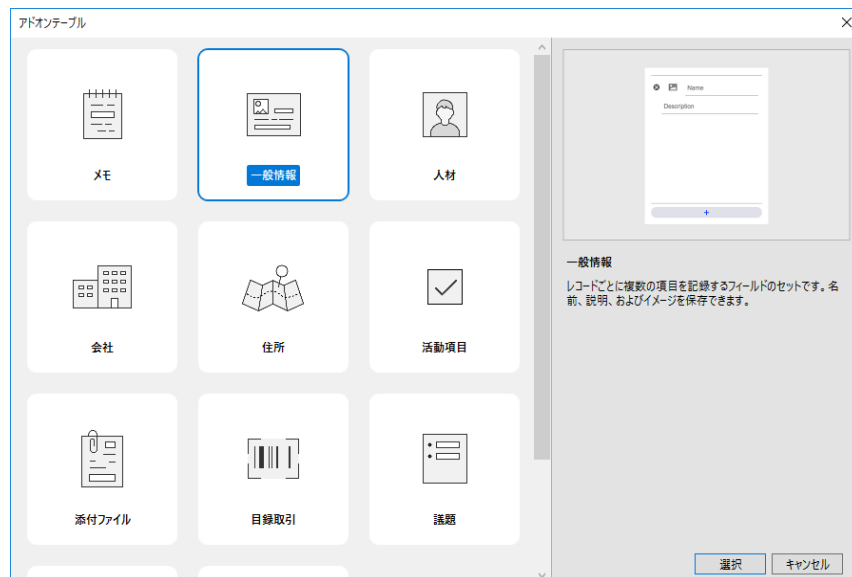 アドオンテーブル
メモ
一般情報
人材
会社
住所
活動項目
添付ファイル
目録取引
議題
Name
Description
+
一般情報
レコードごとに複数の項目を記録するフィールドのセットです。名
前、説明、およびイメージを保存できます。
選択
キャンセル